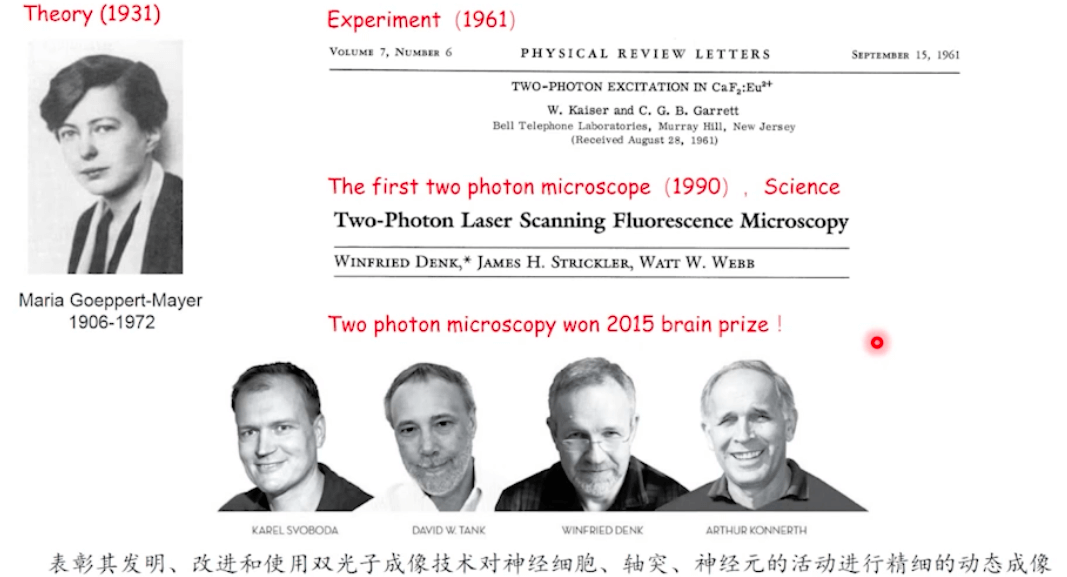 Theory (1931)
Maria Goeppert-Mayer
1906-1972
Experiment (1961)
VOLUME 7, NUMBER 6 PHYSICAL REVIEW LETTERS SEPTEMBER 15, 1961
TWO-PHOTON EXCITATION IN CaF₂:Eu²⁺
W. Kaiser and C. G. B. Garrett
Bell Telephone Laboratories, Murray Hill, New Jersey
(Received August 28, 1961)
The first two photon microscope (1990) , Science
Two-Photon Laser Scanning Fluorescence Microscopy
WINFRIED DENK,* JAMES H. STRICKLER, WATT W. WEBB
Two photon microscopy won 2015 brain prize !
KAREL SVOBODA DAVID W. TANK WINFRIED DENK ARTHUR KONNERTH
表彰其发明、改进和使用双光子成像技术对神经细胞、轴突、神经元的活动进行精细的动态成像